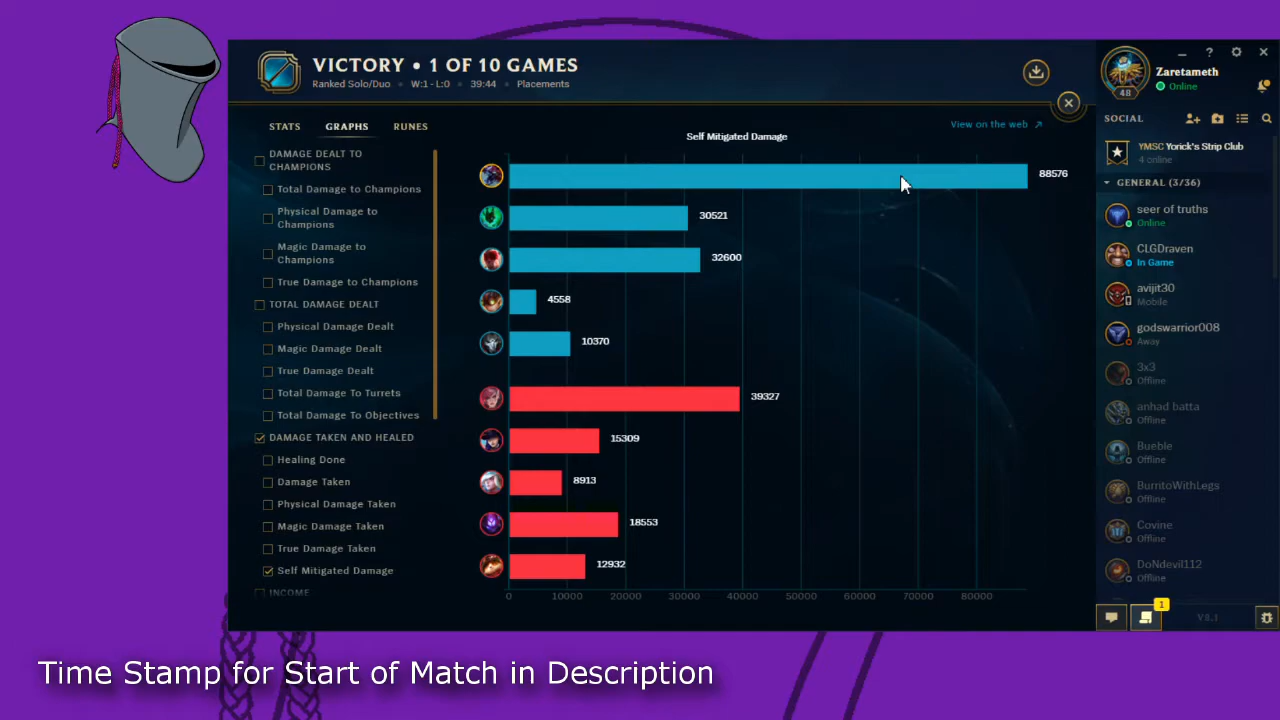 VICTORY • 1 OF 10 GAMES
Ranked Solo/Duo • W:1 - L:0 • 39:44 • Placements
STATS GRAPHS RUNES
View on the web
Self Mitigated Damage
DAMAGE DEALT TO
CHAMPIONS
Total Damage to Champions
Physical Damage to
Champions
Magic Damage to
Champions
True Damage to Champions
TOTAL DAMAGE DEALT
Physical Damage Dealt
Magic Damage Dealt
True Damage Dealt
Total Damage To Turrets
Total Damage To Objectives
DAMAGE TAKEN AND HEALED
Healing Done
Damage Taken
Physical Damage Taken
Magic Damage Taken
True Damage Taken
Self Mitigated Damage
INCOME
88576
30521
32600
4558
10370
39327
15309
8913
18553
12932
0 10000 20000 30000 40000 50000 60000 70000 80000
?
48
Zaretameth
Online
SOCIAL
YMSC Yorick's Strip Club
4 online
GENERAL (3/36)
seer of truths
Online
CLGDraven
In Game
avijit30
Mobile
godswarrior008
Away
3x3
Offline
anhad batta
Offline
Bueble
Offline
BurntoWithLegs
Offline
Covine
Offline
DoNdevil112
Offline
1
V8.1
Time Stamp for Start of Match in Description